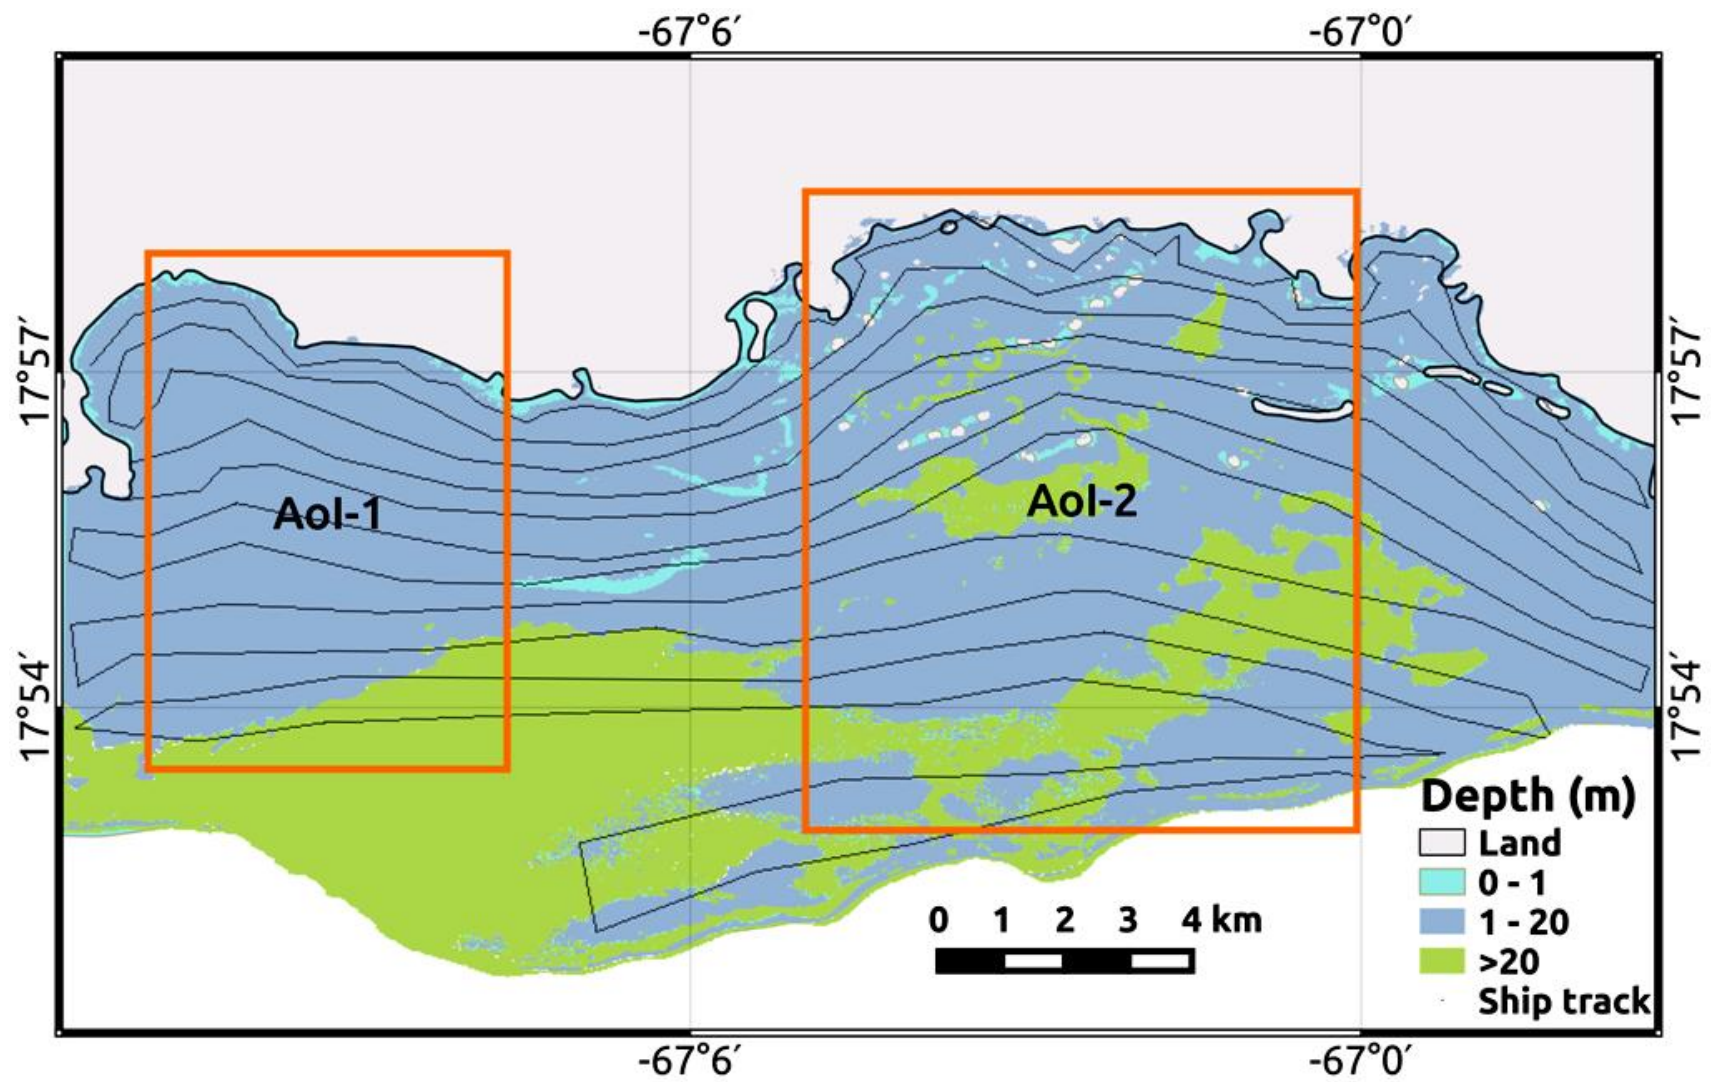 -67°6′ -67°0′
17°57′ 17°57′
AoI-1 AoI-2
17°54′ 17°54′
Depth (m)
Land
0 - 1
1 - 20
>20
Ship track
0 1 2 3 4 km
-67°6′ -67°0′